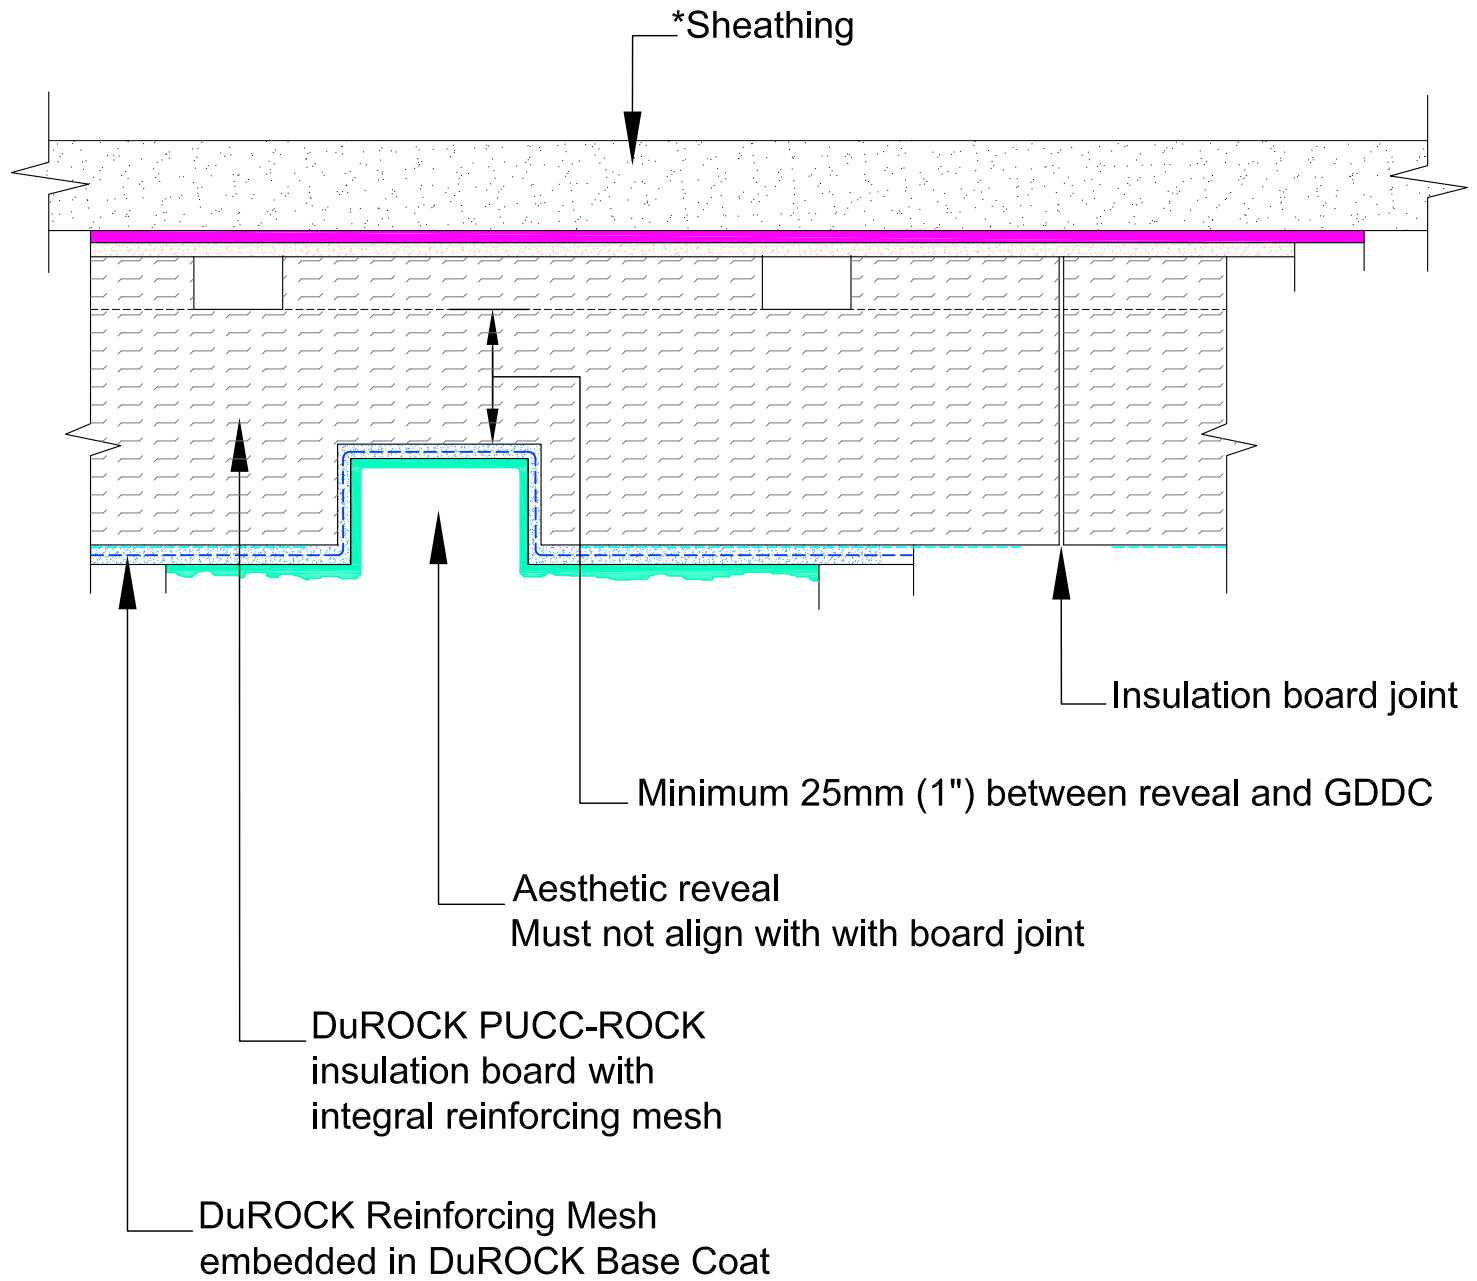 *Sheathing
Insulation board joint
Minimum 25mm (1") between reveal and GDDC
Aesthetic reveal
Must not align with with board joint
DuROCK PUCC-ROCK
insulation board with
integral reinforcing mesh
DuROCK Reinforcing Mesh
embedded in DuROCK Base Coat